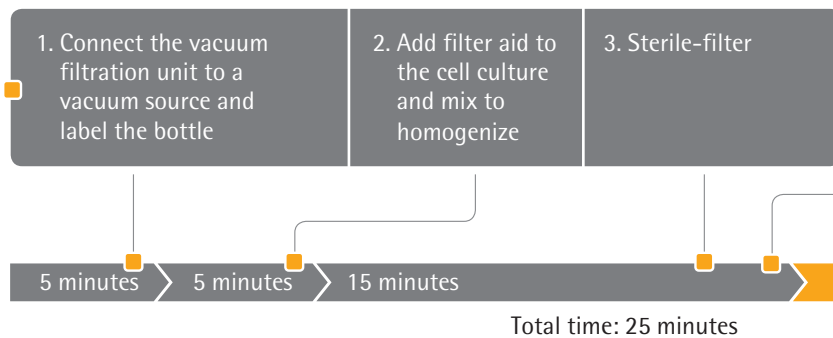 1. Connect the vacuum
filtration unit to a
vacuum source and
label the bottle
2. Add filter aid to
the cell culture
and mix to
homogenize
3. Sterile-filter
5 minutes
5 minutes
15 minutes
Total time: 25 minutes